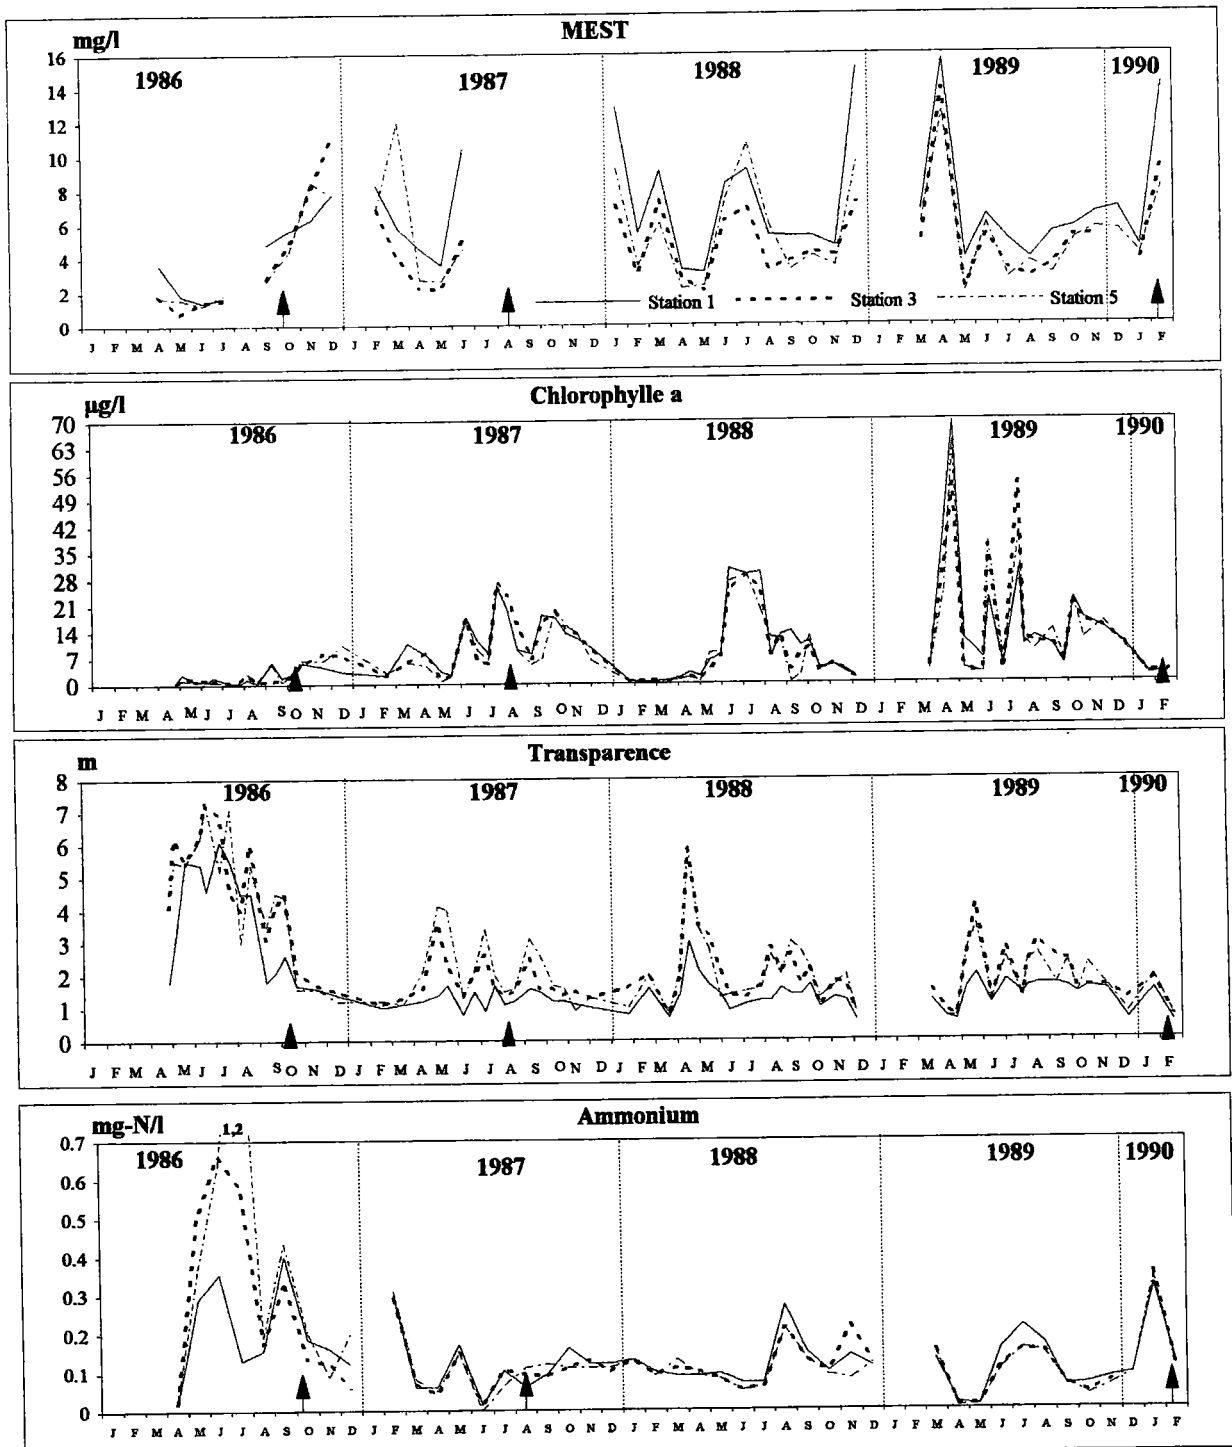 MEST
mg/l
16
14
12
10
8
6
4
2
0
1986 1987 1988 1989 1990
Station 1 Station 3 Station 5
J F M A M J J A S O N D J F M A M J J A S O N D J F M A M J J A S O N D J F M A M J J A S O N D J F
Chlorophylle a
µg/l
70
63
56
49
42
35
28
21
14
7
0
1986 1987 1988 1989 1990
J F M A M J J A S O N D J F M A M J J A S O N D J F M A M J J A S O N D J F M A M J J A S O N D J F
Transparence
m
8
7
6
5
4
3
2
1
0
1986 1987 1988 1989 1990
J F M A M J J A S O N D J F M A M J J A S O N D J F M A M J J A S O N D J F M A M J J A S O N D J F
Ammonium
mg-N/l
1,2
0.7
0.6
0.5
0.4
0.3
0.2
0.1
0
1986 1987 1988 1989 1990
J F M A M J J A S O N D J F M A M J J A S O N D J F M A M J J A S O N D J F M A M J J A S O N D J F